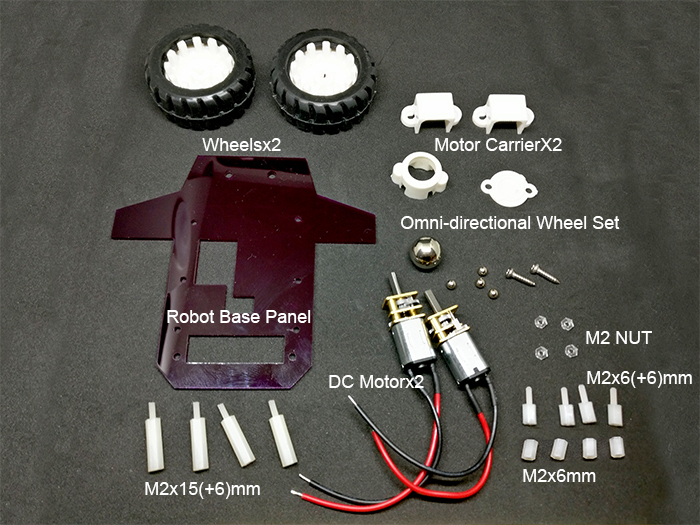 Wheelsx2
Motor CarrierX2
Omni-directional Wheel Set
Robot Base Panel
M2 NUT
DC Motorx2
M2x6(+6)mm
M2x15(+6)mm
M2x6mm